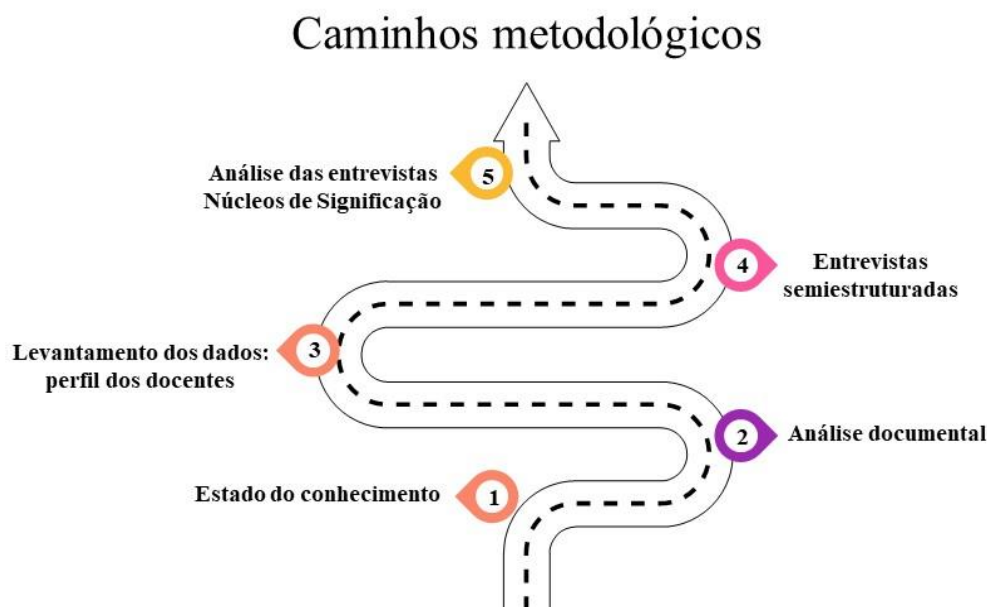 Caminhos metodológicos
5
Análise das entrevistas
Núcleos de Significação
4
Entrevistas
semiestruturadas
3
Levantamento dos dados:
perfil dos docentes
2
Análise documental
1
Estado do conhecimento